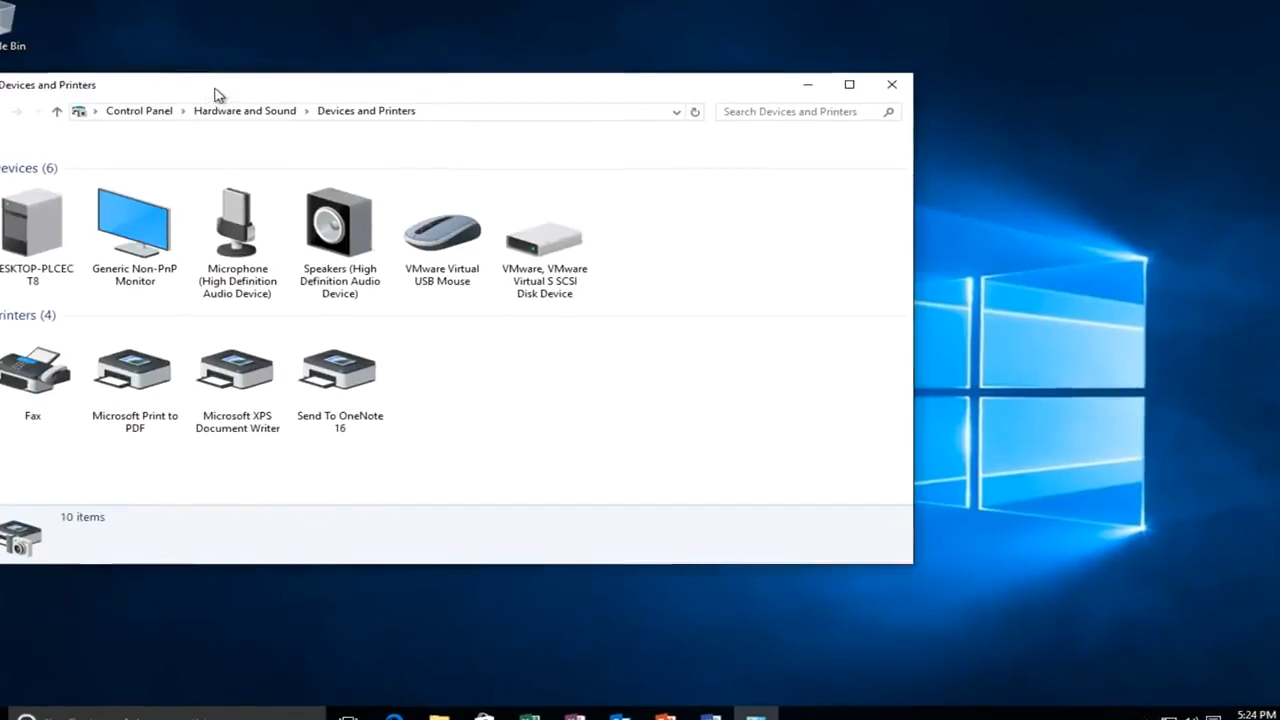 le Bin
Devices and Printers
Control Panel > Hardware and Sound > Devices and Printers
Search Devices and Printers
evices (6)
ESKTOP-PLCEC
T8
Generic Non-PnP
Monitor
Microphone
(High Definition
Audio Device)
Speakers (High
Definition Audio
Device)
VMware Virtual
USB Mouse
VMware, VMware
Virtual S SCSI
Disk Device
rinters (4)
Fax
Microsoft Print to
PDF
Microsoft XPS
Document Writer
Send To OneNote
16
10 items
5:24 PM